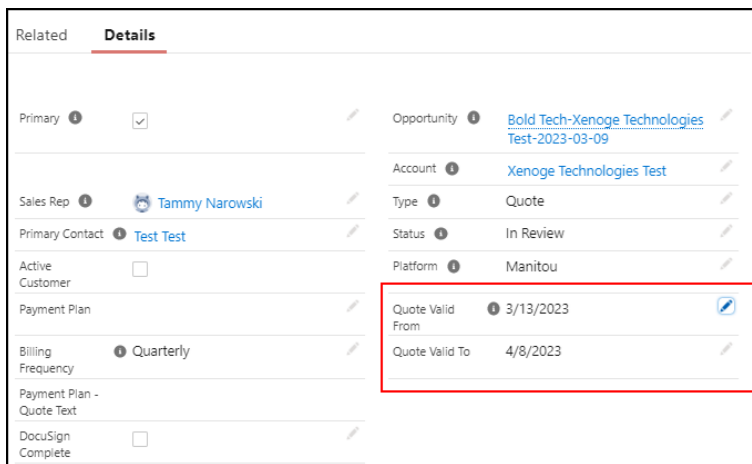 Related Details
Primary
Opportunity Bold Tech-Xenoge Technologies
Test-2023-03-09
Account Xenoge Technologies Test
Sales Rep Tammy Narowski
Type Quote
Primary Contact Test Test
Status In Review
Active
Customer
Platform Manitou
Payment Plan
Quote Valid
From 3/13/2023
Billing
Frequency Quarterly
Quote Valid To 4/8/2023
Payment Plan -
Quote Text
DocuSign
Complete